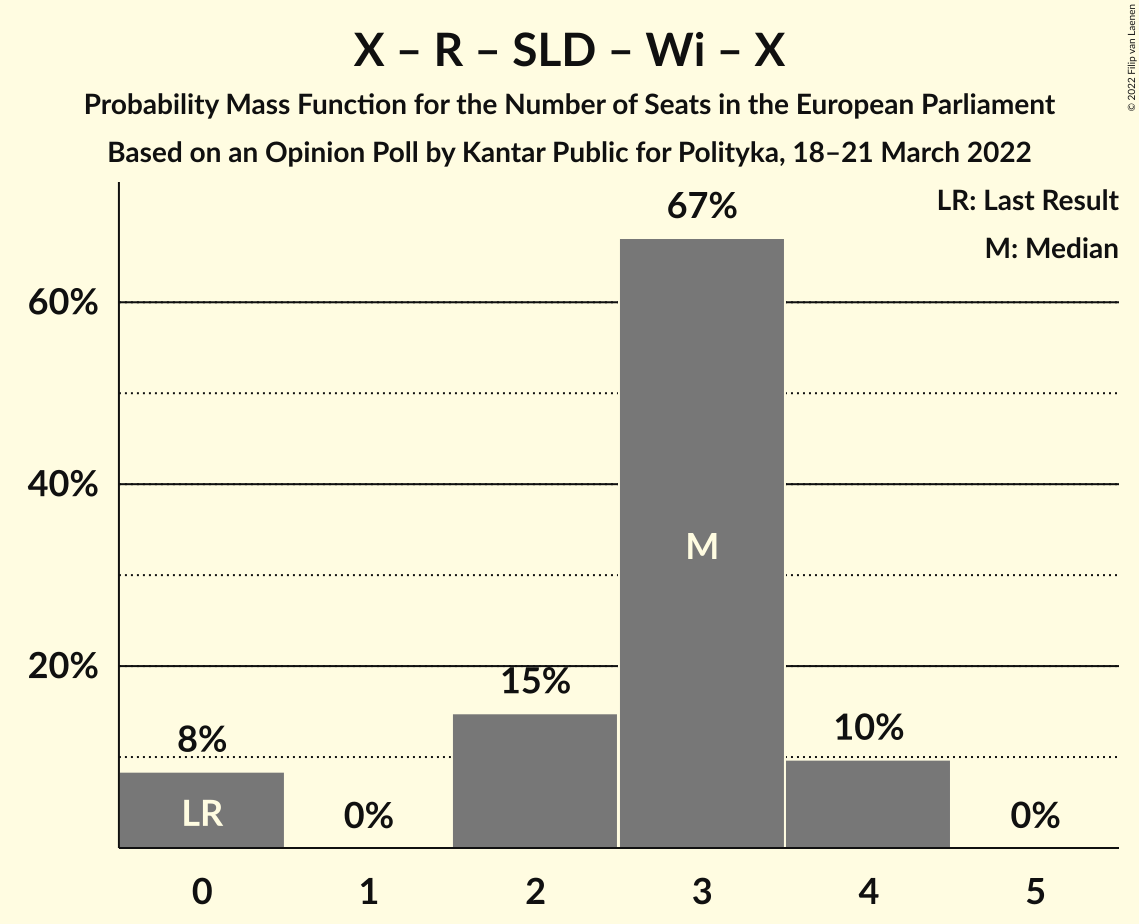 X – R – SLD – Wi – X
Probability Mass Function for the Number of Seats in the European Parliament
Based on an Opinion Poll by Kantar Public for Polityka, 18–21 March 2022
© 2022 Filip van Laenen
LR: Last Result
M: Median
67%
60%
40%
M
20%
15%
10%
8%
LR
0%
0%
0 1 2 3 4 5